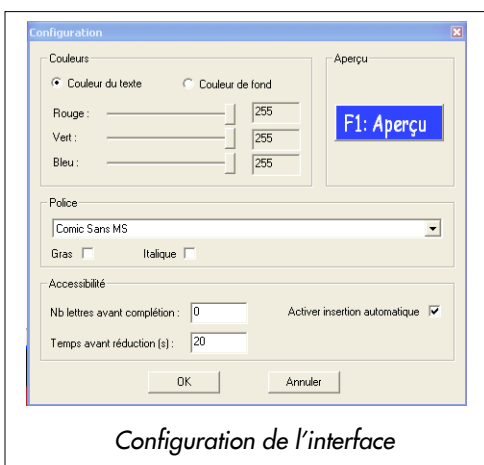 Configuration
Couleurs
Aperçu
Couleur du texte
Couleur de fond
Rouge :
255
Vert :
255
Bleu :
255
F1: Aperçu
Police
Comic Sans MS
Gras
Italique
Accessibilité
Nb lettres avant complétion : 0
Activer insertion automatique
Temps avant réduction (s) : 20
OK
Annuler
Configuration de l'interface